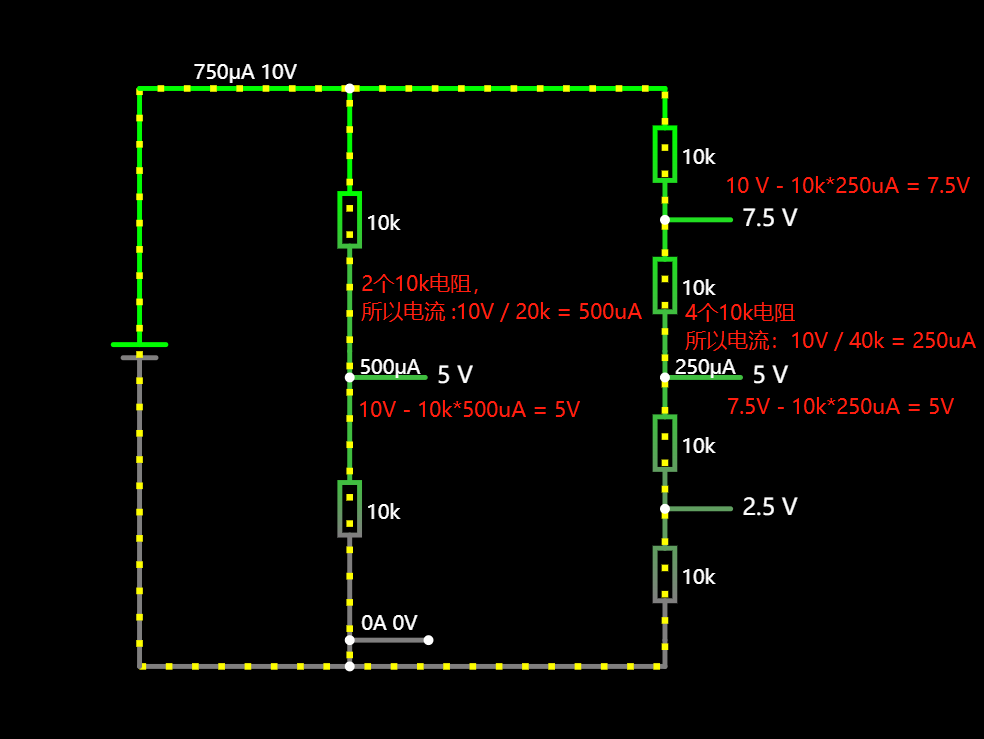 750μA 10V
10k
10 V - 10k*250uA = 7.5V
7.5 V
10k
2个10k电阻，
所以电流 :10V / 20k = 500uA
10k
4个10k电阻
所以电流：10V / 40k = 250uA
500μA 5 V
250μA 5 V
10V - 10k*500uA = 5V
7.5V - 10k*250uA = 5V
10k
2.5 V
10k
10k
0A 0V